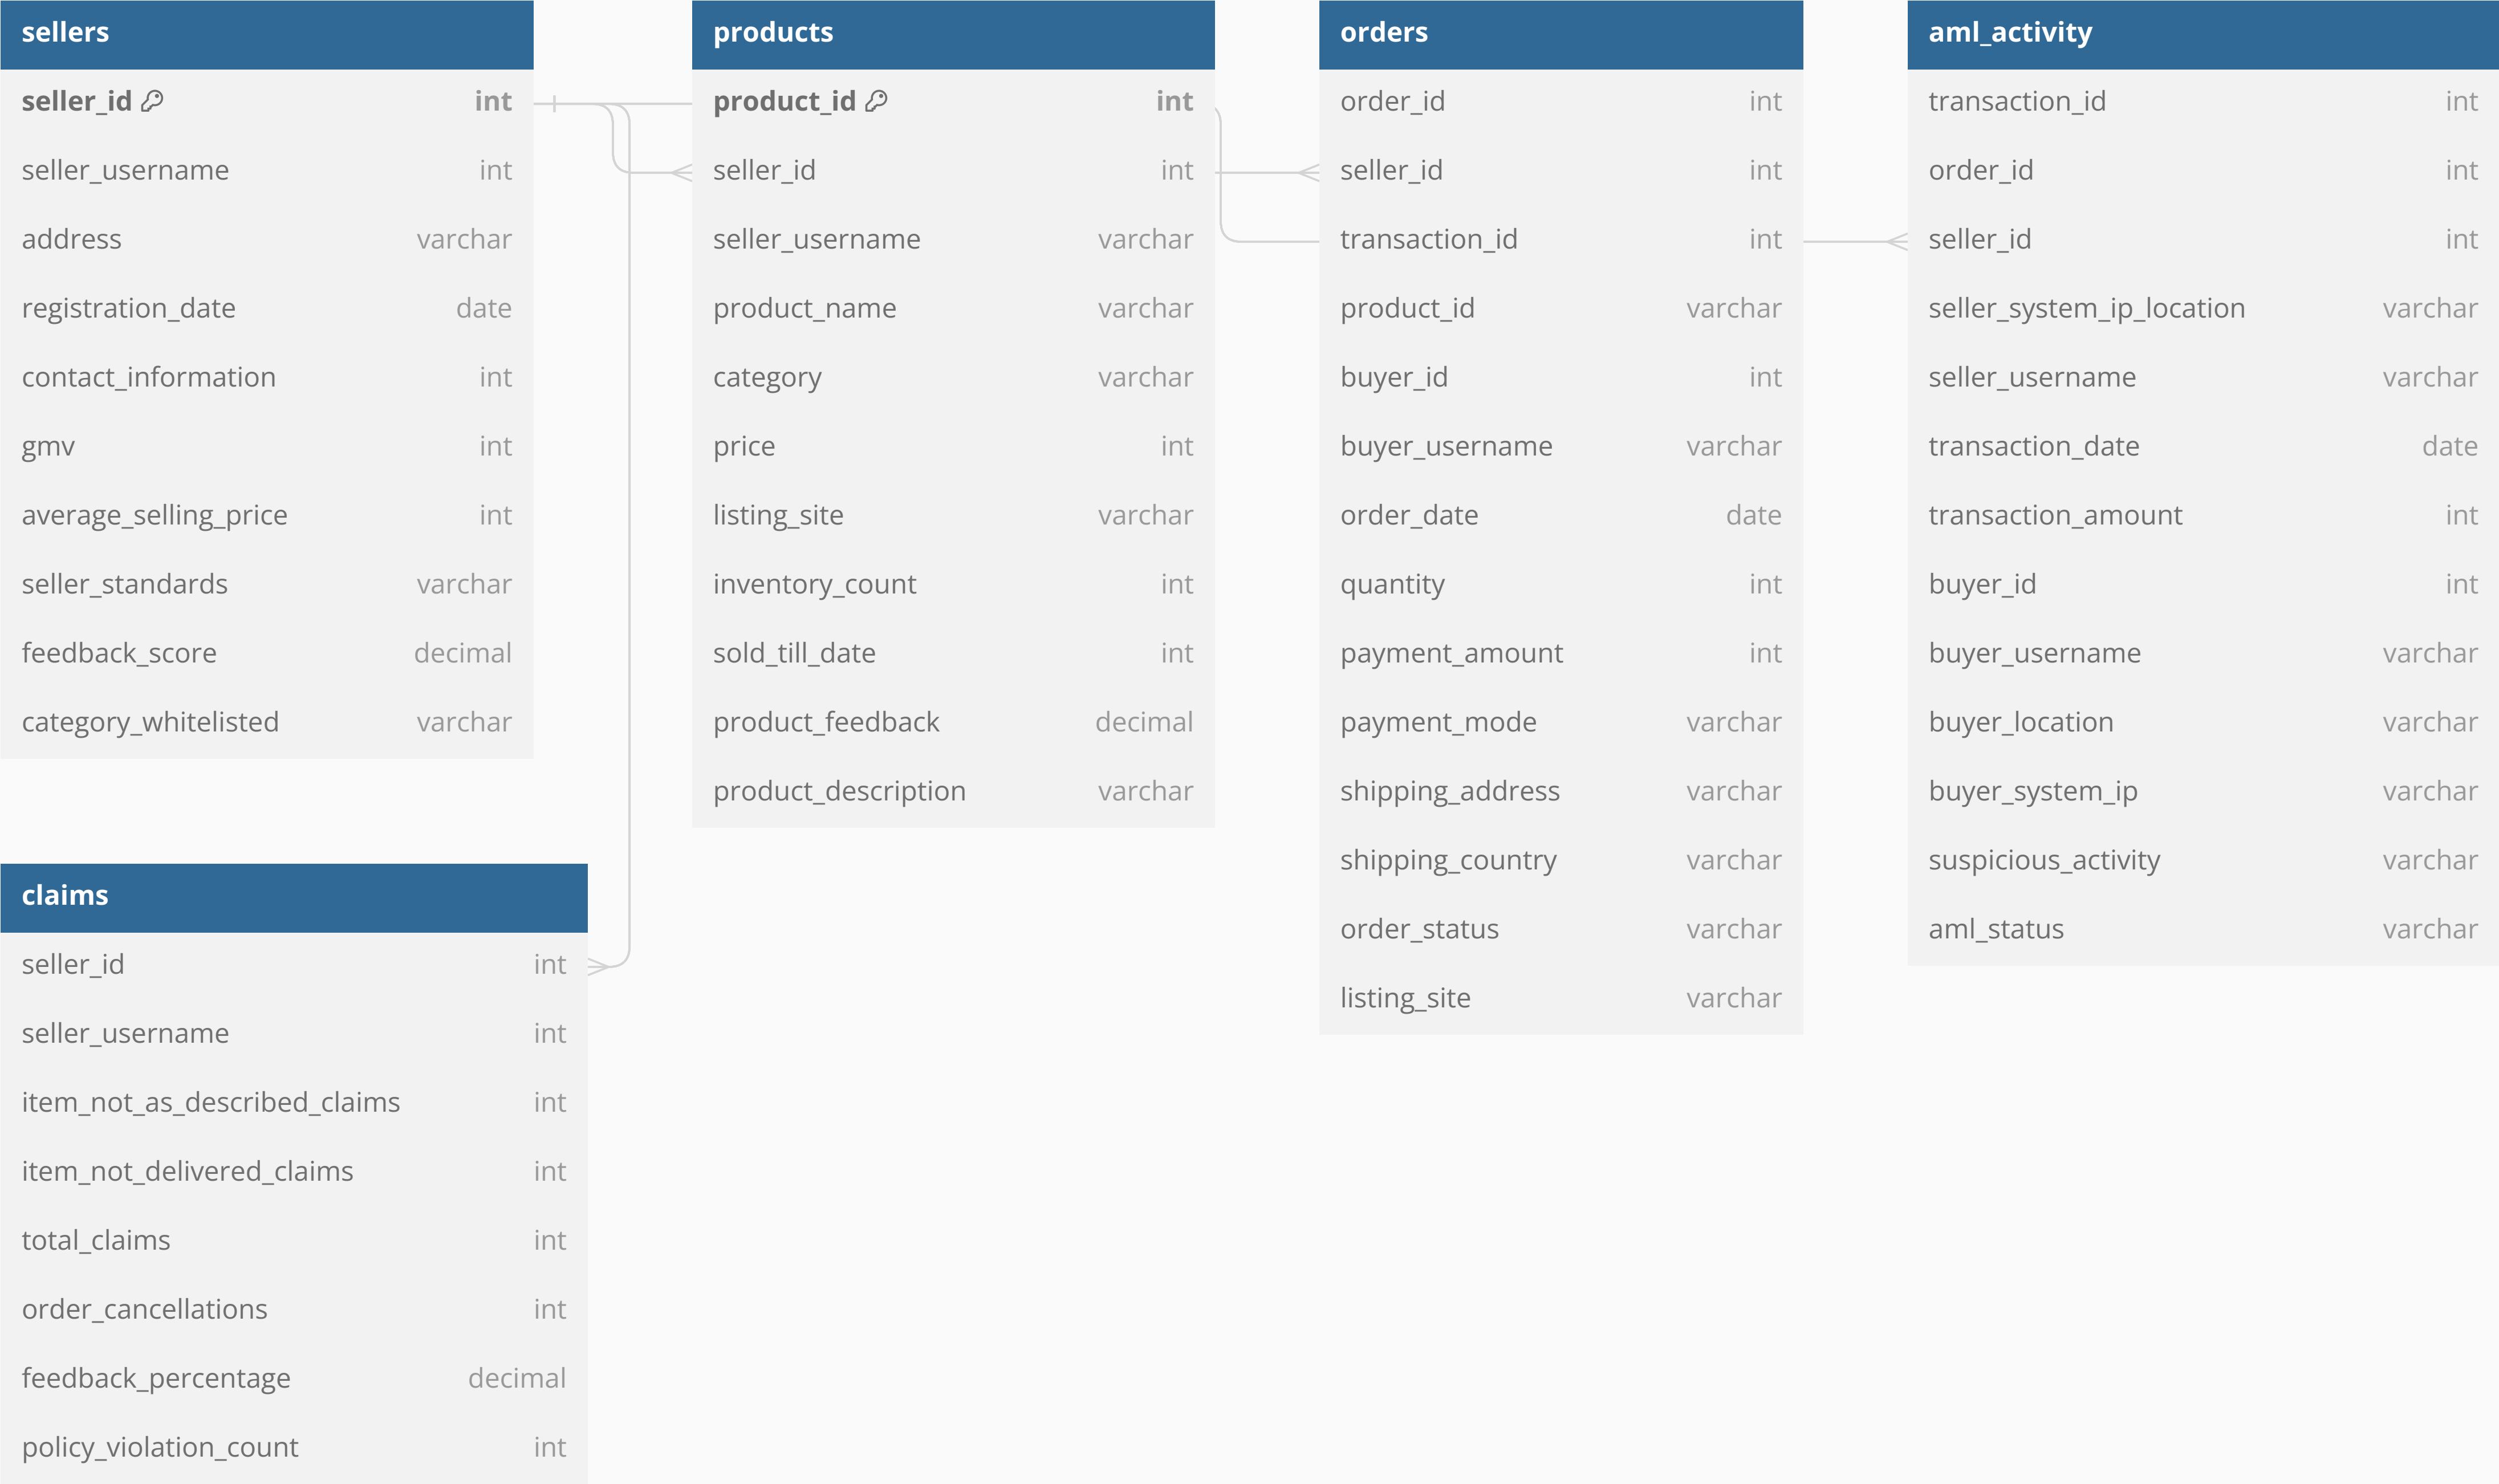 sellers
seller_id int
seller_username int
address varchar
registration_date date
contact_information int
gmv int
average_selling_price int
seller_standards varchar
feedback_score decimal
category_whitelisted varchar
claims
seller_id int
seller_username int
item_not_as_described_claims int
item_not_delivered_claims int
total_claims int
order_cancellations int
feedback_percentage decimal
policy_violation_count int
products
product_id int
seller_id int
seller_username varchar
product_name varchar
category varchar
price int
listing_site varchar
inventory_count int
sold_till_date int
product_feedback decimal
product_description varchar
orders
order_id int
seller_id int
transaction_id int
product_id varchar
buyer_id int
buyer_username varchar
order_date date
quantity int
payment_amount int
payment_mode varchar
shipping_address varchar
shipping_country varchar
order_status varchar
listing_site varchar
aml_activity
transaction_id int
order_id int
seller_id int
seller_system_ip_location varchar
seller_username varchar
transaction_date date
transaction_amount int
buyer_id int
buyer_username varchar
buyer_location varchar
buyer_system_ip varchar
suspicious_activity varchar
aml_status varchar